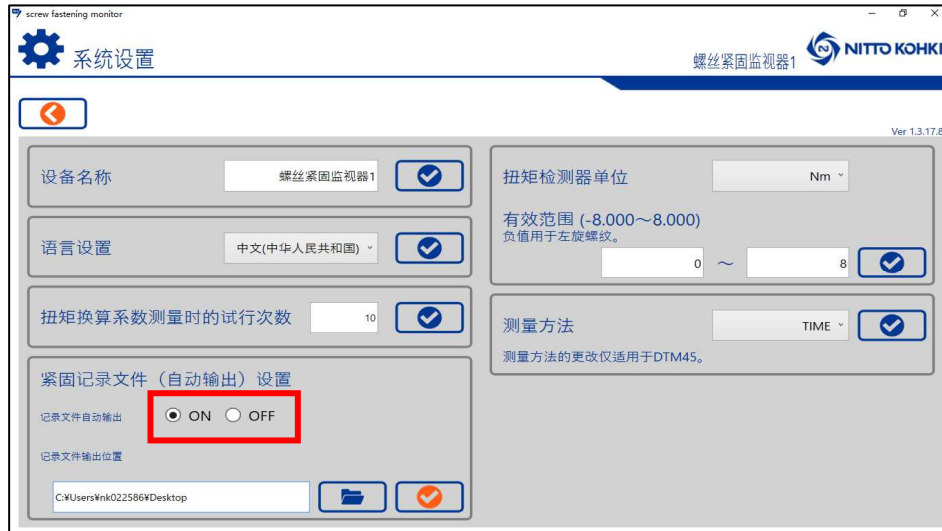 screw fastening monitor
系统设置
螺丝紧固监视器1
NITTO KOHKI
Ver 1.3.17.8
设备名称
螺丝紧固监视器1
语言设置
中文(中华人民共和国)
扭矩换算系数测量时的试行次数
10
紧固记录文件（自动输出）设置
记录文件自动输出
ON OFF
记录文件输出位置
C:¥Users¥nk022586¥Desktop
扭矩检测器单位
Nm
有效范围 (-8.000～8.000)
负值用于左旋螺纹。
0 ～ 8
测量方法
TIME
测量方法的更改仅适用于DTM45。